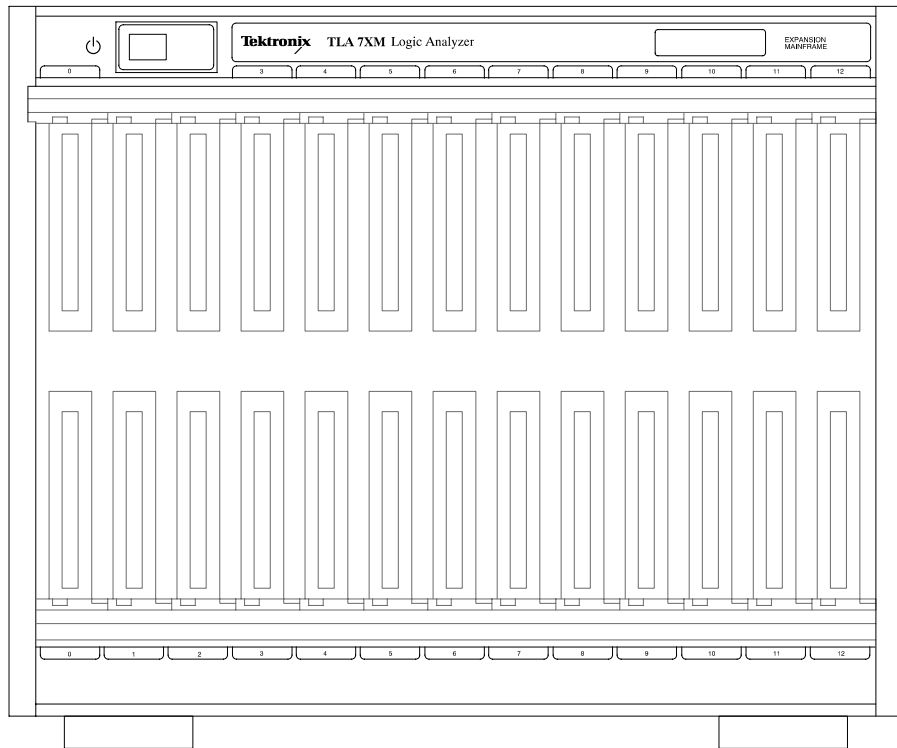 Tektronix TLA 7XM Logic Analyzer
EXPANSION
MAINFRAME
0 3 4 5 6 7 8 9 10 11 12
0 1 2 3 4 5 6 7 8 9 10 11 12